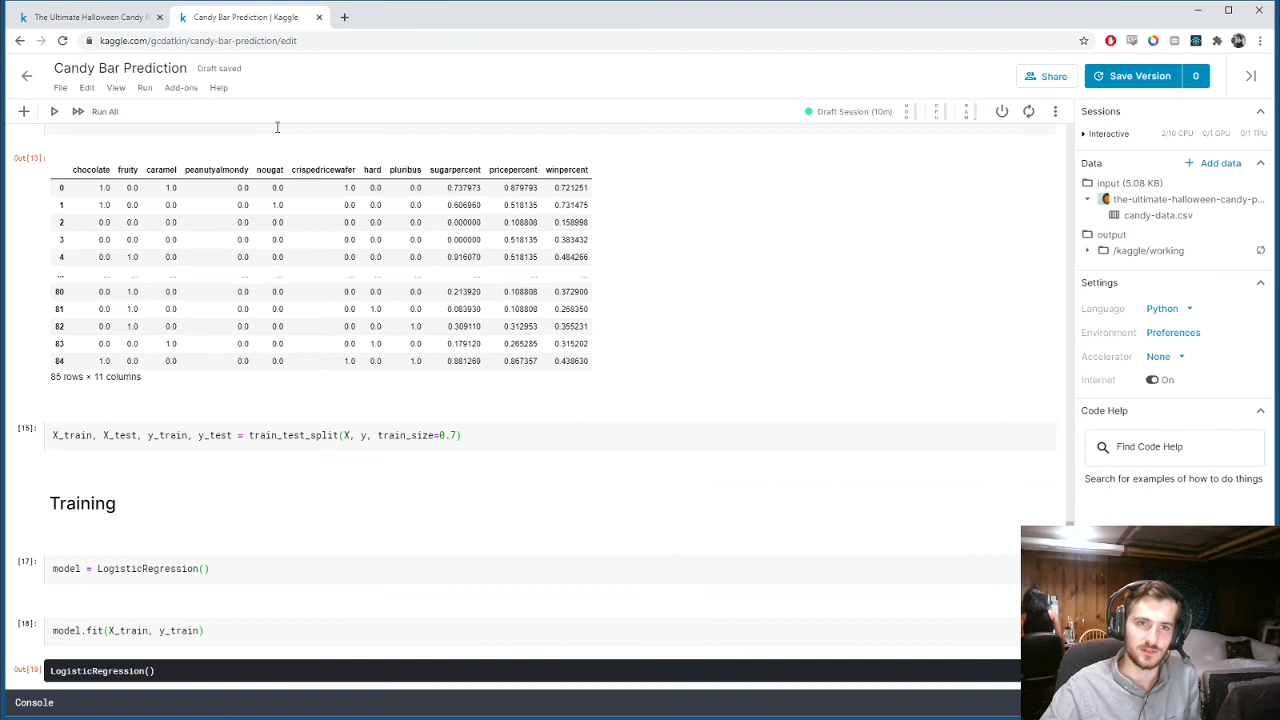 The Ultimate Halloween Candy
Candy Bar Prediction | Kaggle
kaggle.com/gcdatkin/candy-bar-prediction/edit
Candy Bar Prediction Draft saved
File Edit View Run Add-ons Help
Share
Save Version 0
Run All
Draft Session (10m)
HDD CPU RAM
Out[13]:
chocolate fruity caramel peanutyalmondy nougat crispedricewafer hard pluribus sugarpercent pricepercent winpercent
0 1.0 0.0 1.0 0.0 0.0 1.0 0.0 0.0 0.737973 0.879793 0.721251
1 1.0 0.0 0.0 0.0 1.0 0.0 0.0 0.0 0.606960 0.518135 0.731475
2 0.0 0.0 0.0 0.0 0.0 0.0 0.0 0.0 0.000000 0.108808 0.158998
3 0.0 0.0 0.0 0.0 0.0 0.0 0.0 0.0 0.000000 0.518135 0.383432
4 0.0 1.0 0.0 0.0 0.0 0.0 0.0 0.0 0.916070 0.518135 0.484266
... ... ... ... ... ... ... ... ... ... ... ...
80 0.0 1.0 0.0 0.0 0.0 0.0 0.0 0.0 0.213920 0.108808 0.372900
81 0.0 1.0 0.0 0.0 0.0 0.0 1.0 0.0 0.083930 0.108808 0.268350
82 0.0 1.0 0.0 0.0 0.0 0.0 0.0 1.0 0.309110 0.312953 0.355231
83 0.0 0.0 1.0 0.0 0.0 0.0 1.0 0.0 0.179120 0.265285 0.315202
84 1.0 0.0 0.0 0.0 0.0 1.0 0.0 1.0 0.881269 0.867357 0.438630
85 rows × 11 columns
[15]:
X_train, X_test, y_train, y_test = train_test_split(X, y, train_size=0.7)
Training
[17]:
model = LogisticRegression()
[18]:
model.fit(X_train, y_train)
Out[18]
LogisticRegression()
Console
Sessions
Interactive 2/10 CPU 0/1 GPU 0/1 TPU
Data + Add data
input (5.08 KB)
the-ultimate-halloween-candy-p...
candy-data.csv
output
/kaggle/working
Settings
Language Python
Environment Preferences
Accelerator None
Internet On
Code Help
Find Code Help
Search for examples of how to do things